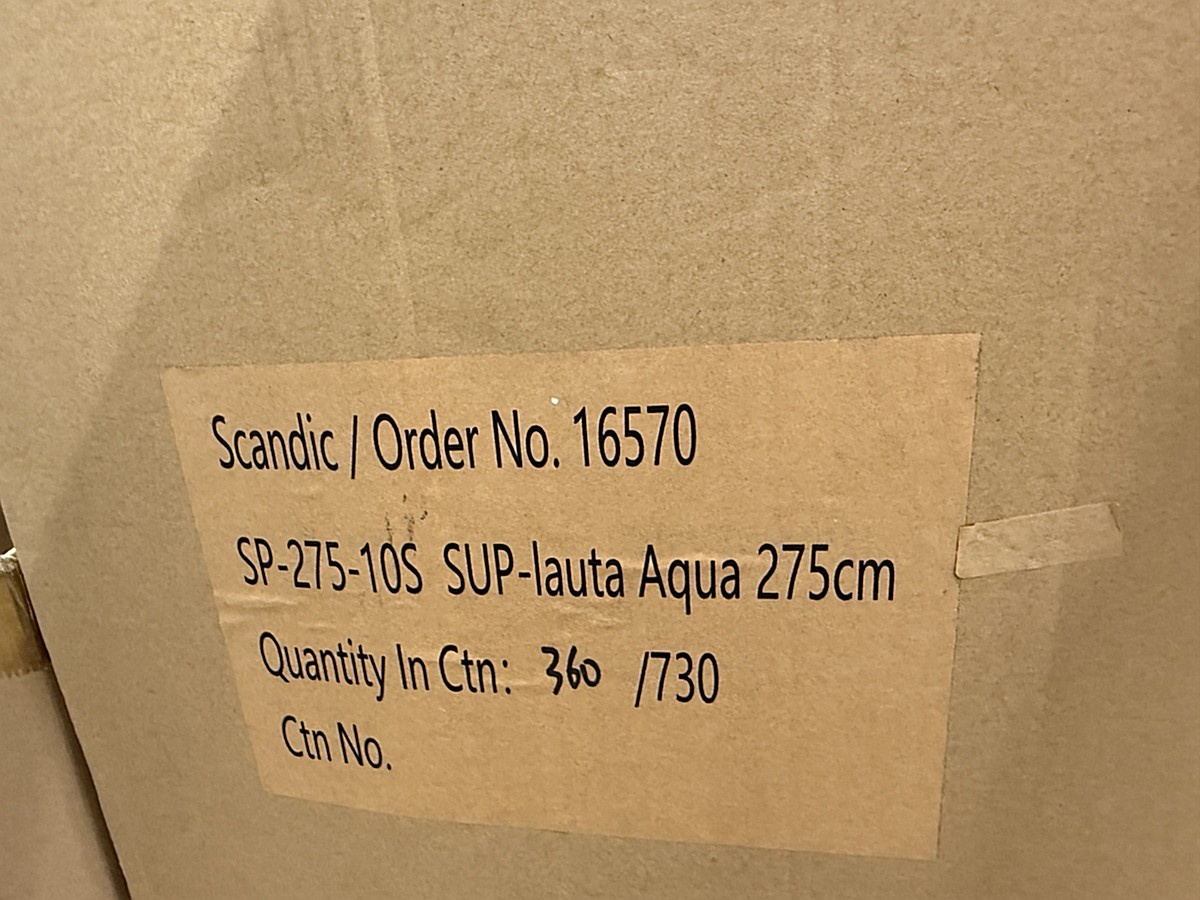 Scandic / Order No. 16570
SP-275-10S SUP-lauta Aqua 275cm
Quantity In Ctn: 360 /730
Ctn No.